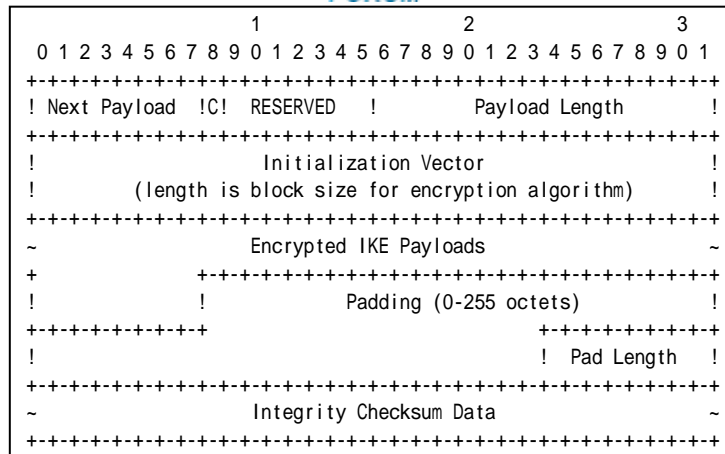 1                   2                   3
 0 1 2 3 4 5 6 7 8 9 0 1 2 3 4 5 6 7 8 9 0 1 2 3 4 5 6 7 8 9 0 1
+-+-+-+-+-+-+-+-+-+-+-+-+-+-+-+-+-+-+-+-+-+-+-+-+-+-+-+-+-+-+-+-+
! Next Payload  !C!  RESERVED   !         Payload Length        !
+-+-+-+-+-+-+-+-+-+-+-+-+-+-+-+-+-+-+-+-+-+-+-+-+-+-+-+-+-+-+-+-+
!                     Initialization Vector                     !
!         (length is block size for encryption algorithm)       !
+-+-+-+-+-+-+-+-+-+-+-+-+-+-+-+-+-+-+-+-+-+-+-+-+-+-+-+-+-+-+-+-+
~                    Encrypted IKE Payloads                     ~
+               +-+-+-+-+-+-+-+-+-+-+-+-+-+-+-+-+-+-+-+-+-+-+-+-+
!               !             Padding (0-255 octets)            !
+-+-+-+-+-+-+-+-+                               +-+-+-+-+-+-+-+-+
!                                               !  Pad Length   !
+-+-+-+-+-+-+-+-+-+-+-+-+-+-+-+-+-+-+-+-+-+-+-+-+-+-+-+-+-+-+-+-+
~                    Integrity Checksum Data                    ~
+-+-+-+-+-+-+-+-+-+-+-+-+-+-+-+-+-+-+-+-+-+-+-+-+-+-+-+-+-+-+-+-+